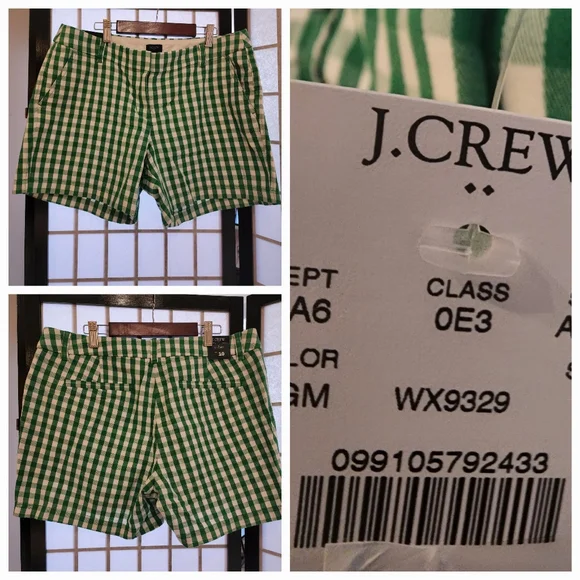 J.CREW
EPT
CLASS
A6
0E3
A
LOR
S
GM
WX9329
099105792433